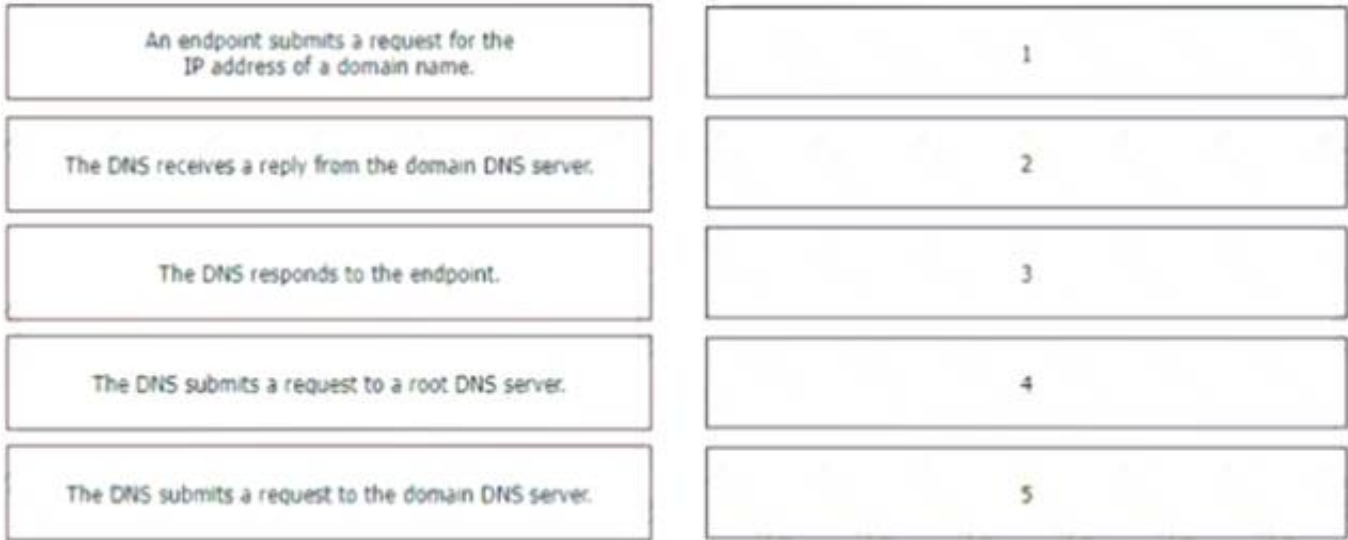 An endpoint submits a request for the
IP address of a domain name.
1
The DNS receives a reply from the domain DNS server.
2
The DNS responds to the endpoint.
3
The DNS submits a request to a root DNS server.
4
The DNS submits a request to the domain DNS server.
5